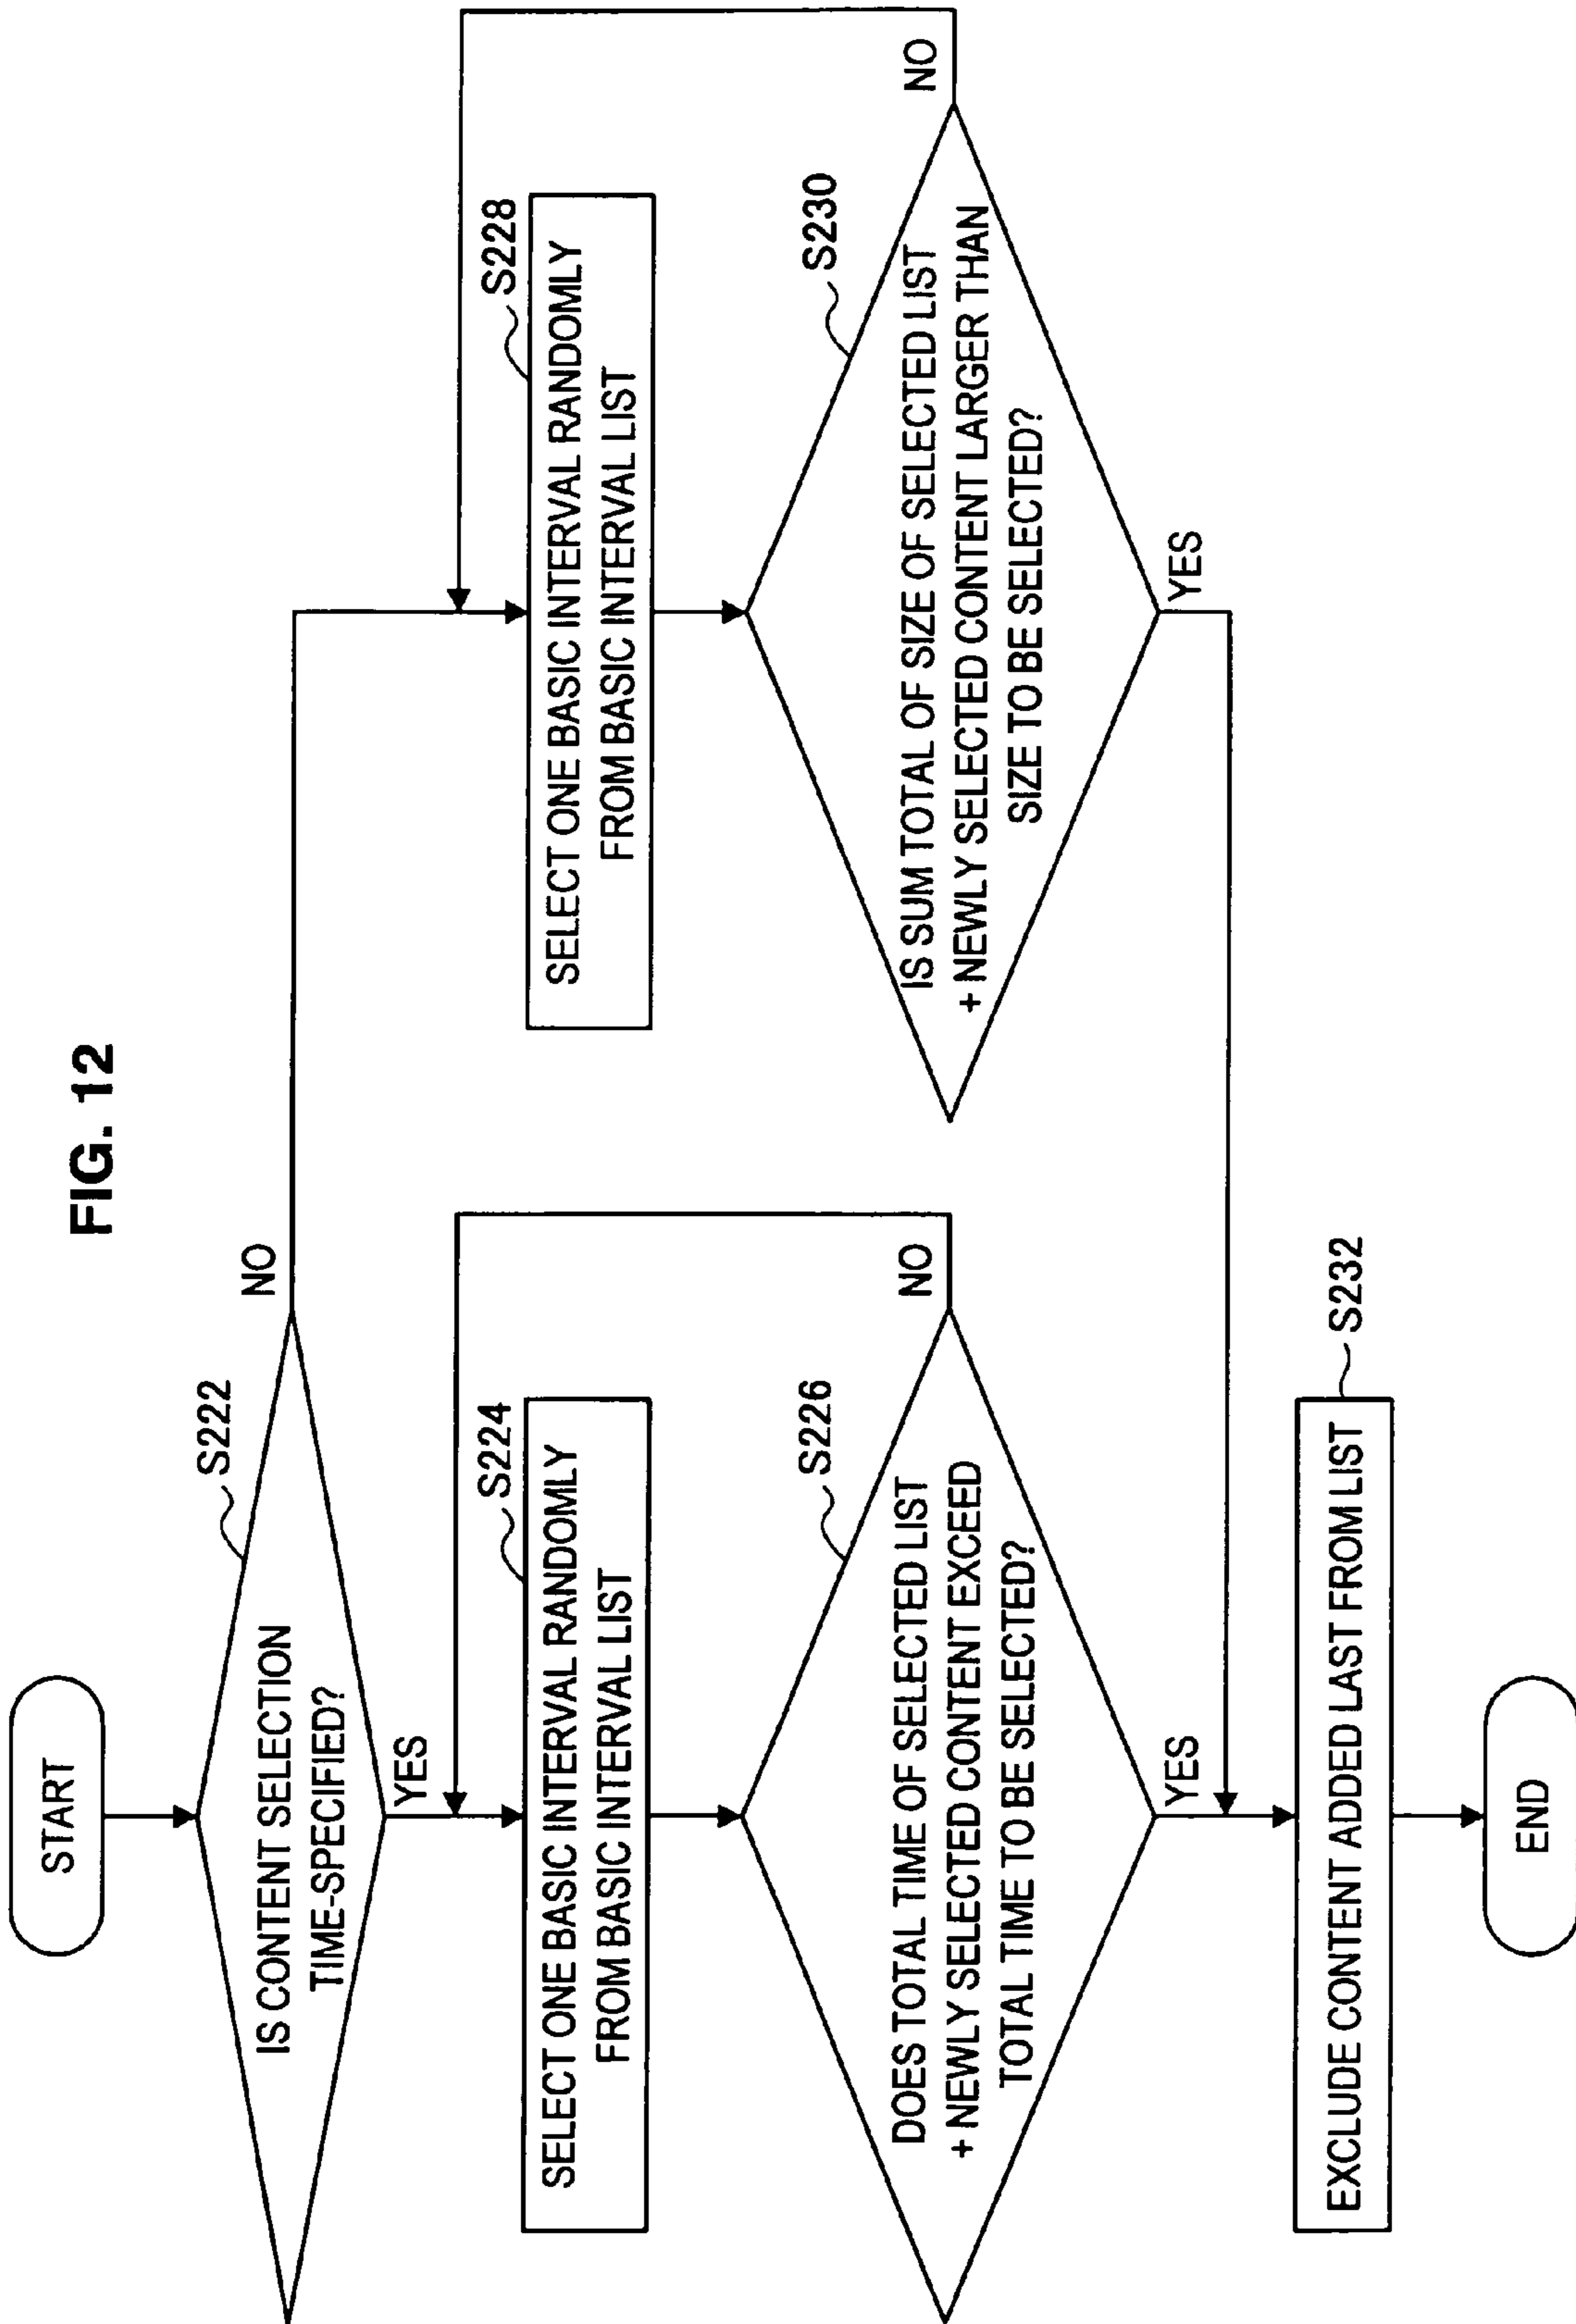 FIG. 12
START
S222
IS CONTENT SELECTION
TIME-SPECIFIED?
NO
YES
S224
SELECT ONE BASIC INTERVAL RANDOMLY
FROM BASIC INTERVAL LIST
S226
DOES TOTAL TIME OF SELECTED LIST
+ NEWLY SELECTED CONTENT EXCEED
TOTAL TIME TO BE SELECTED?
NO
YES
S228
SELECT ONE BASIC INTERVAL RANDOMLY
FROM BASIC INTERVAL LIST
S230
IS SUM TOTAL OF SIZE OF SELECTED LIST
+ NEWLY SELECTED CONTENT LARGER THAN
SIZE TO BE SELECTED?
NO
YES
S232
EXCLUDE CONTENT ADDED LAST FROM LIST
END